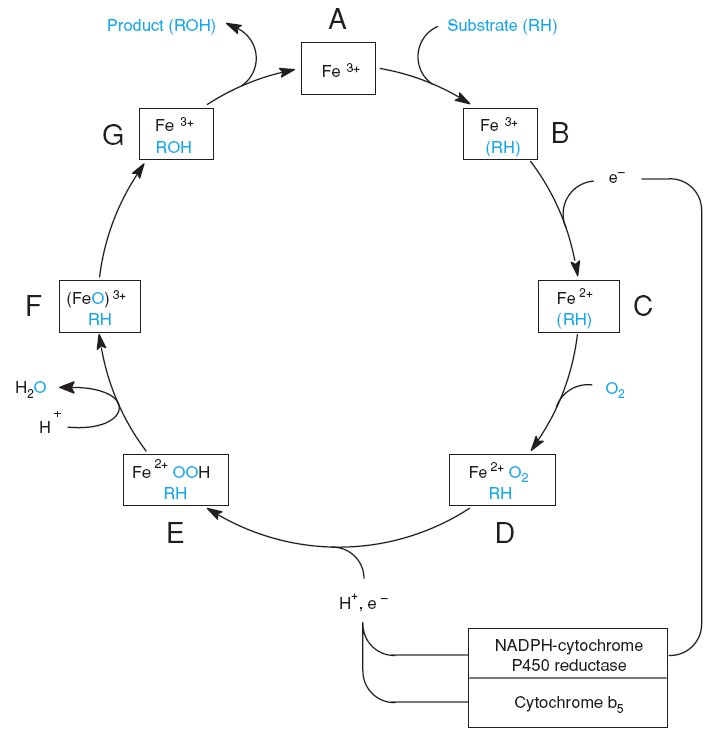 A
Product (ROH)
Substrate (RH)
Fe 3+
G
Fe 3+
ROH
Fe 3+
(RH)
B
e−
F
(FeO) 3+
RH
Fe 2+
(RH)
C
H2O
O2
H +
Fe 2+ OOH
RH
Fe 2+ O2
RH
E
D
H+, e−
NADPH-cytochrome
P450 reductase
Cytochrome b5